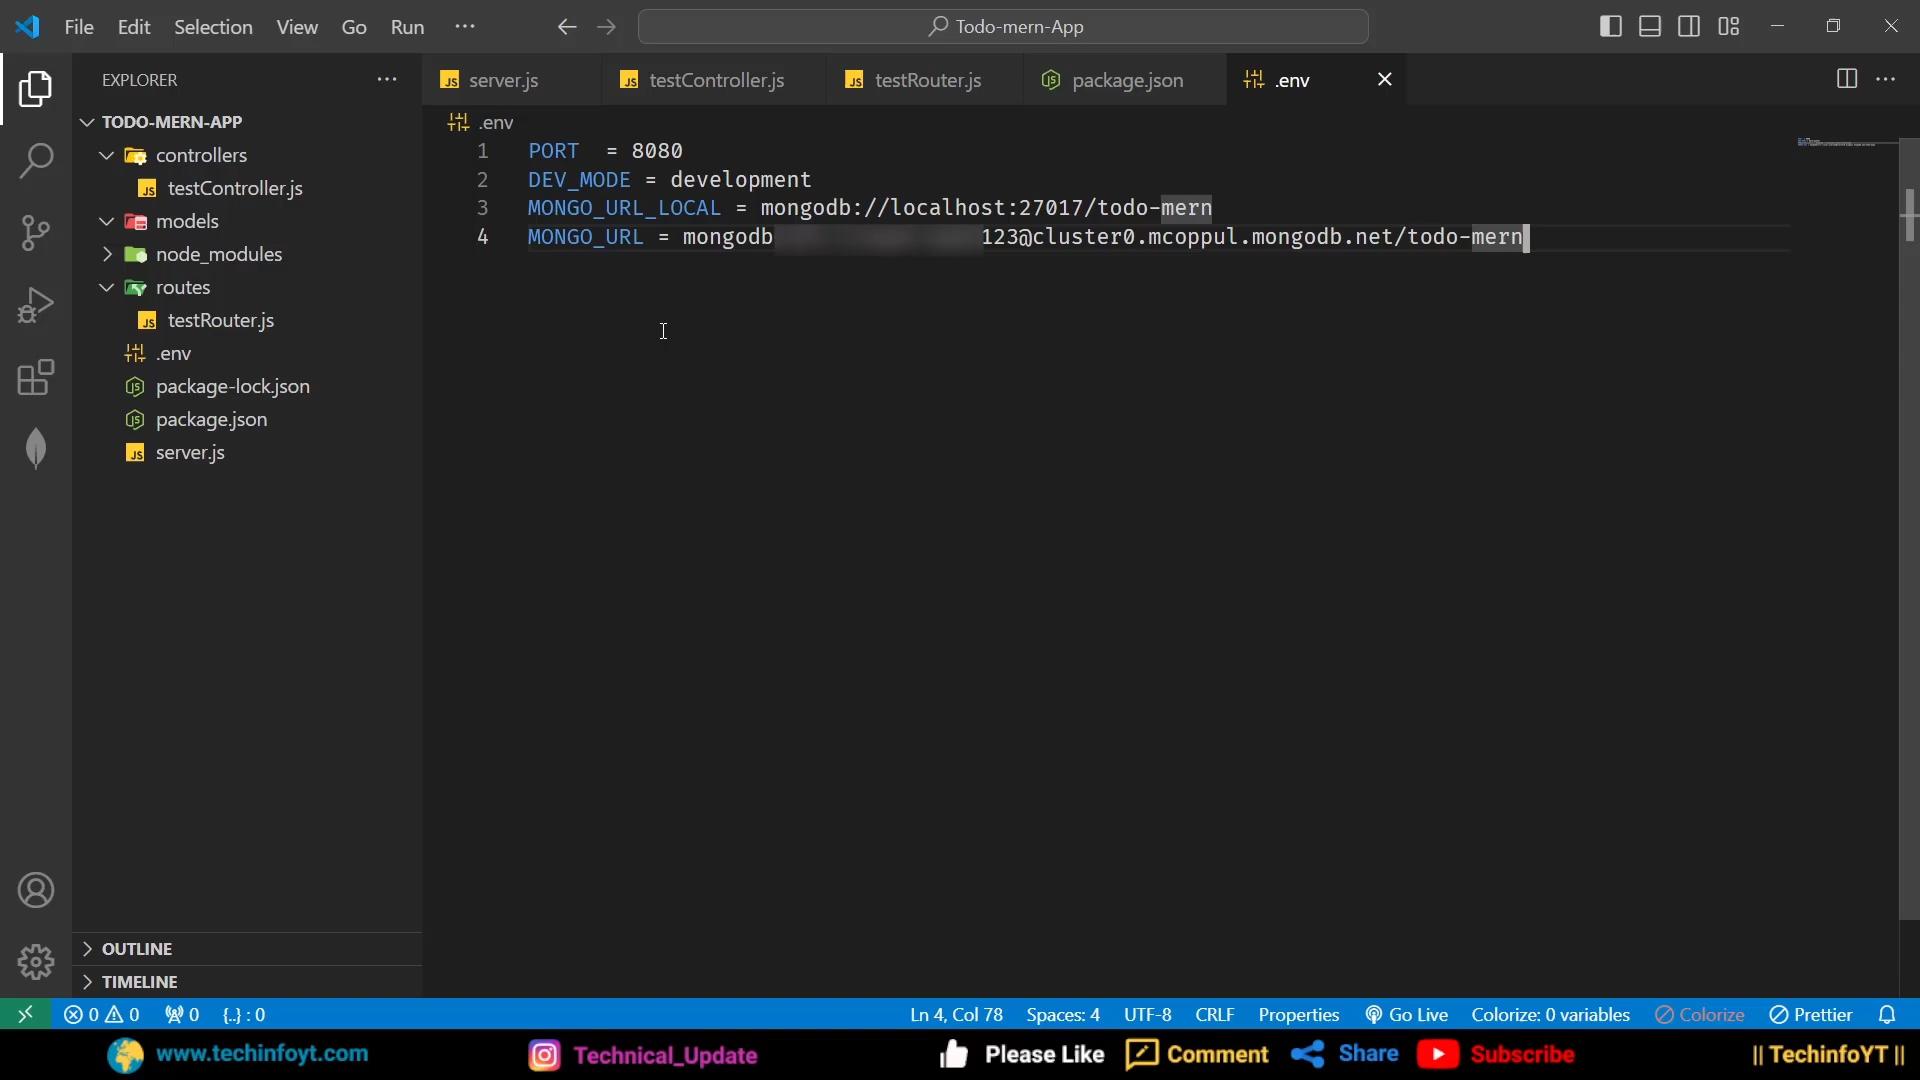 File Edit Selection View Go Run ··· Todo-mern-App
EXPLORER ···
TODO-MERN-APP
controllers
testController.js
models
node_modules
routes
testRouter.js
.env
package-lock.json
package.json
server.js
OUTLINE
TIMELINE
server.js testController.js testRouter.js package.json .env
.env
1 PORT = 8080
2 DEV_MODE = development
3 MONGO_URL_LOCAL = mongodb://localhost:27017/todo-mern
4 MONGO_URL = mongodb 123@cluster0.mcoppul.mongodb.net/todo-mern
0 0 0 {..} : 0 Ln 4, Col 78 Spaces: 4 UTF-8 CRLF Properties Go Live Colorize: 0 variables Colorize Prettier
www.techinfoyt.com Technical_Update Please Like Comment Share Subscribe || TechinfoYT ||